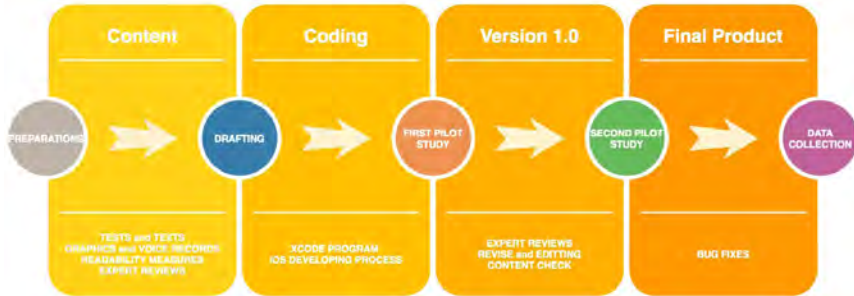 Content
Coding
Version 1.0
Final Product
PREPARATIONS
DRAFTING
FIRST PILOT
STUDY
SECOND PILOT
STUDY
DATA
COLLECTION
TESTS and TESTS
GRAPHICS and VOICE RECORDS
READABILITY MEASURES
EXPERT REVIEWS
XCODE PROGRAM
IOS DEVELOPING PROCESS
EXPERT REVIEWS
REVISE and EDITTING
CONTENT CHECK
BUG FIXES